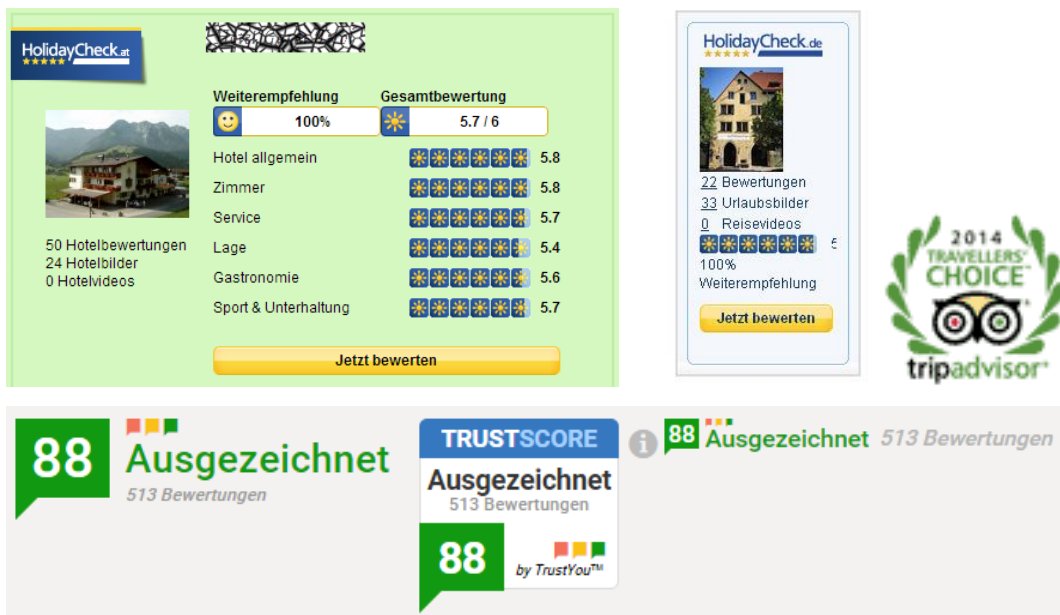 HolidayCheck.at
Weiterempfehlung Gesamtbewertung
100% 5.7 / 6
Hotel allgemein 5.8
Zimmer 5.8
Service 5.7
Lage 5.4
Gastronomie 5.6
Sport & Unterhaltung 5.7
50 Hotelbewertungen
24 Hotelbilder
0 Hotelvideos
Jetzt bewerten
HolidayCheck.de
22 Bewertungen
33 Urlaubsbilder
0 Reisevideos
100%
Weiterempfehlung
Jetzt bewerten
2014
TRAVELLERS'
CHOICE™
tripadvisor®
88 Ausgezeichnet
513 Bewertungen
TRUSTSCORE
Ausgezeichnet
513 Bewertungen
88
by TrustYou™
88 Ausgezeichnet 513 Bewertungen